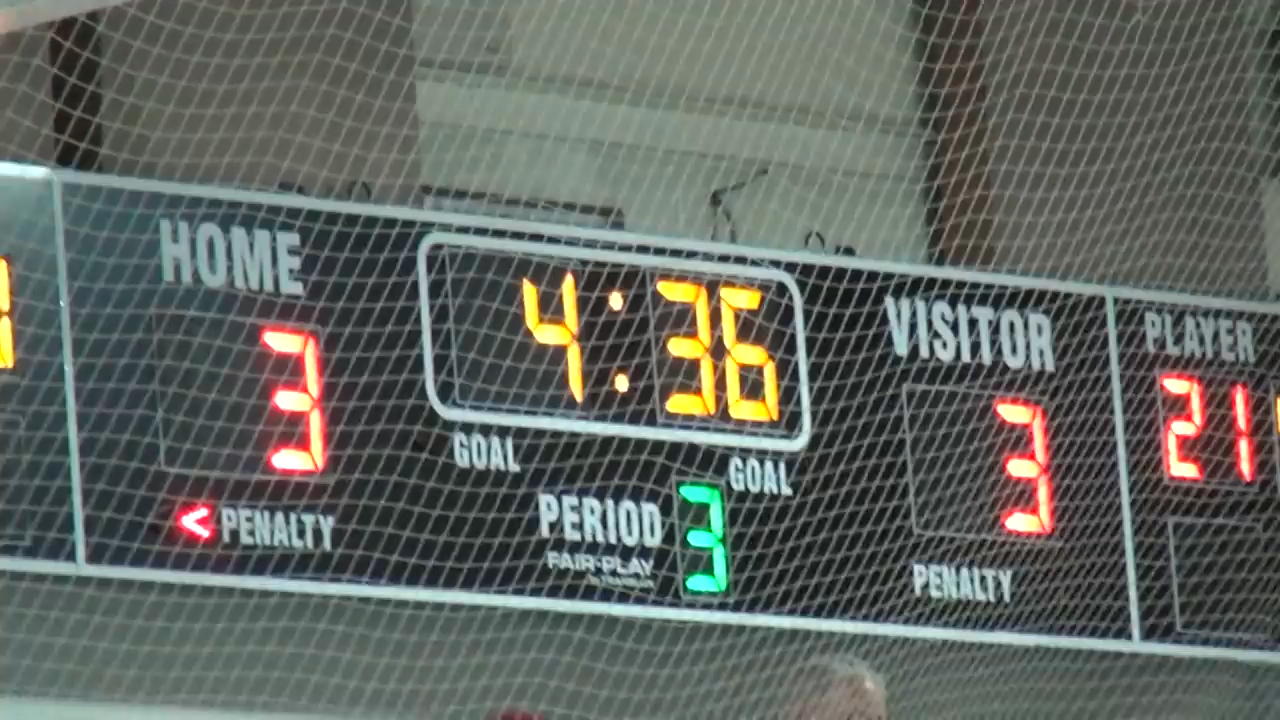 HOME
4:36
VISITOR
PLAYER
3
3
21
GOAL
GOAL
< PENALTY
PERIOD 3
FAIR-PLAY
PENALTY